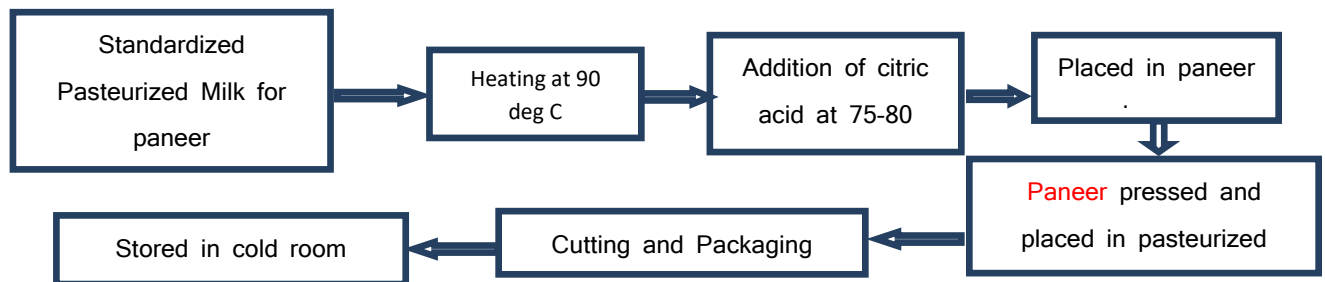 Standardized
Pasteurized Milk for
paneer
Heating at 90
deg C
Addition of citric
acid at 75-80
Placed in paneer
Paneer pressed and
placed in pasteurized
Cutting and Packaging
Stored in cold room